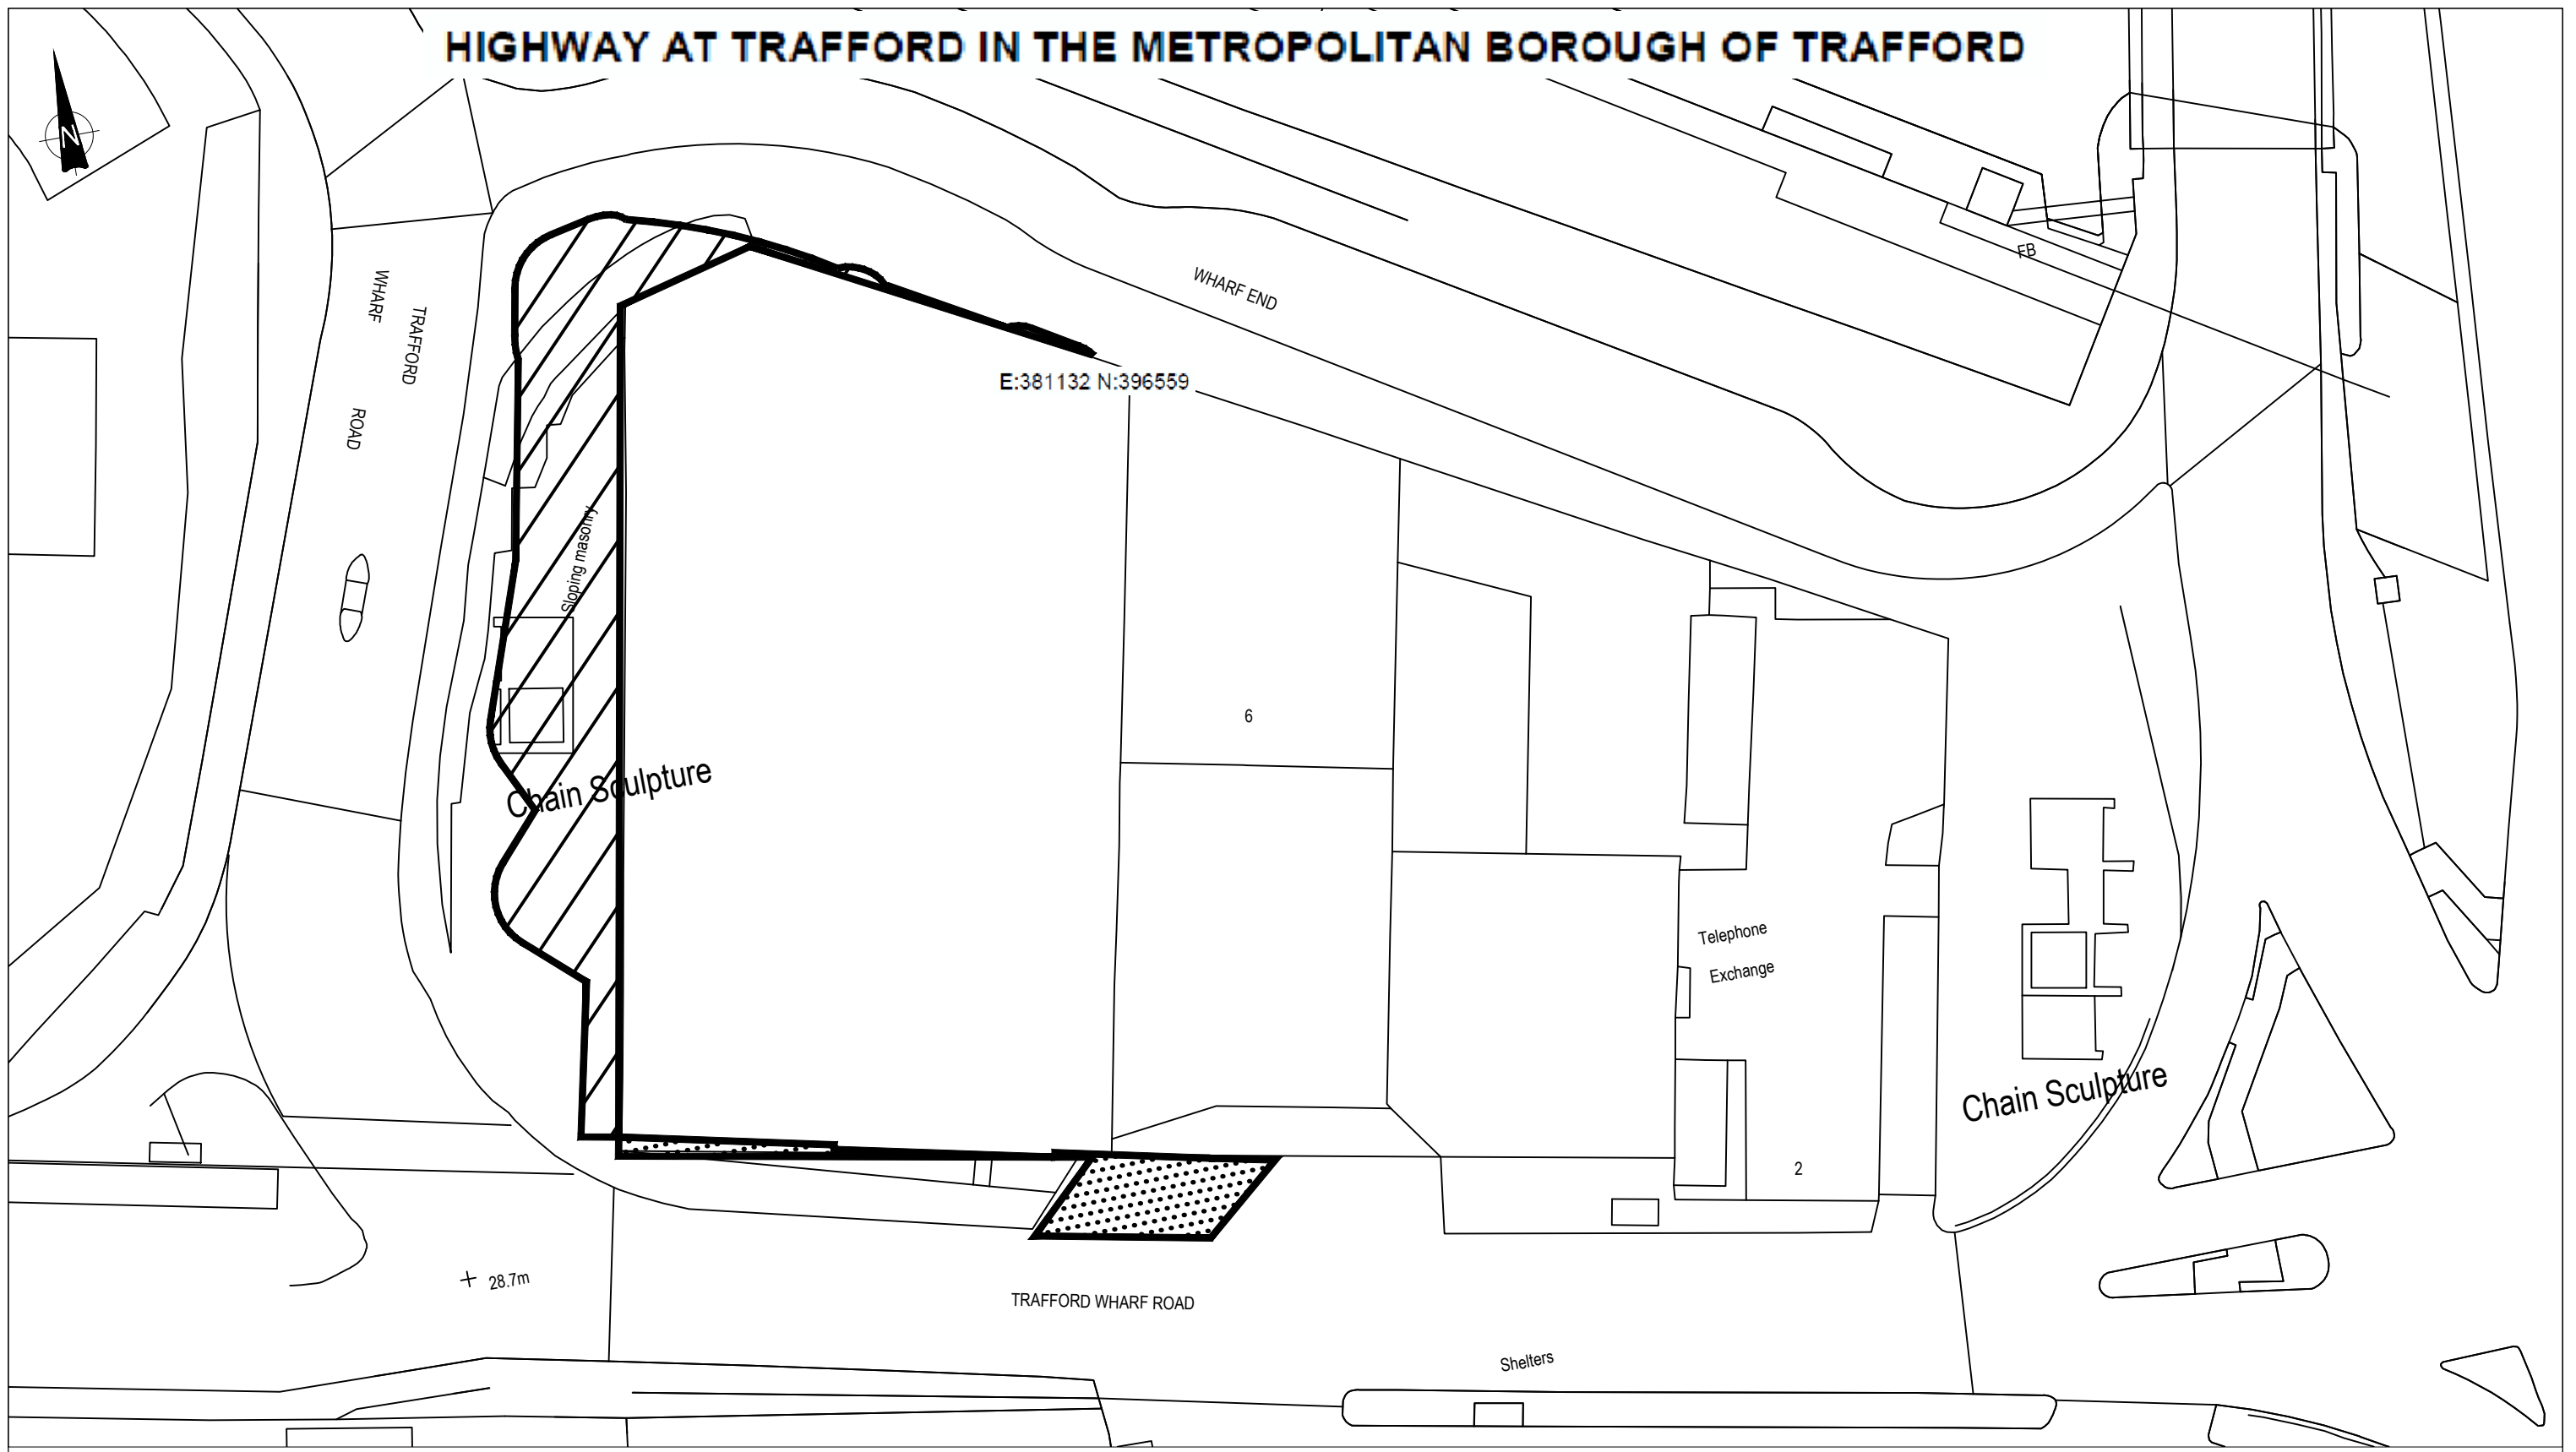 HIGHWAY AT TRAFFORD IN THE METROPOLITAN BOROUGH OF TRAFFORD
N
FB
WHARF END
TRAFFORD
WHARF
ROAD
E:381132 N:396559
Sloping masonry
6
Chain Sculpture
Telephone
Exchange
Chain Sculpture
2
28.7m
TRAFFORD WHARF ROAD
Shelters